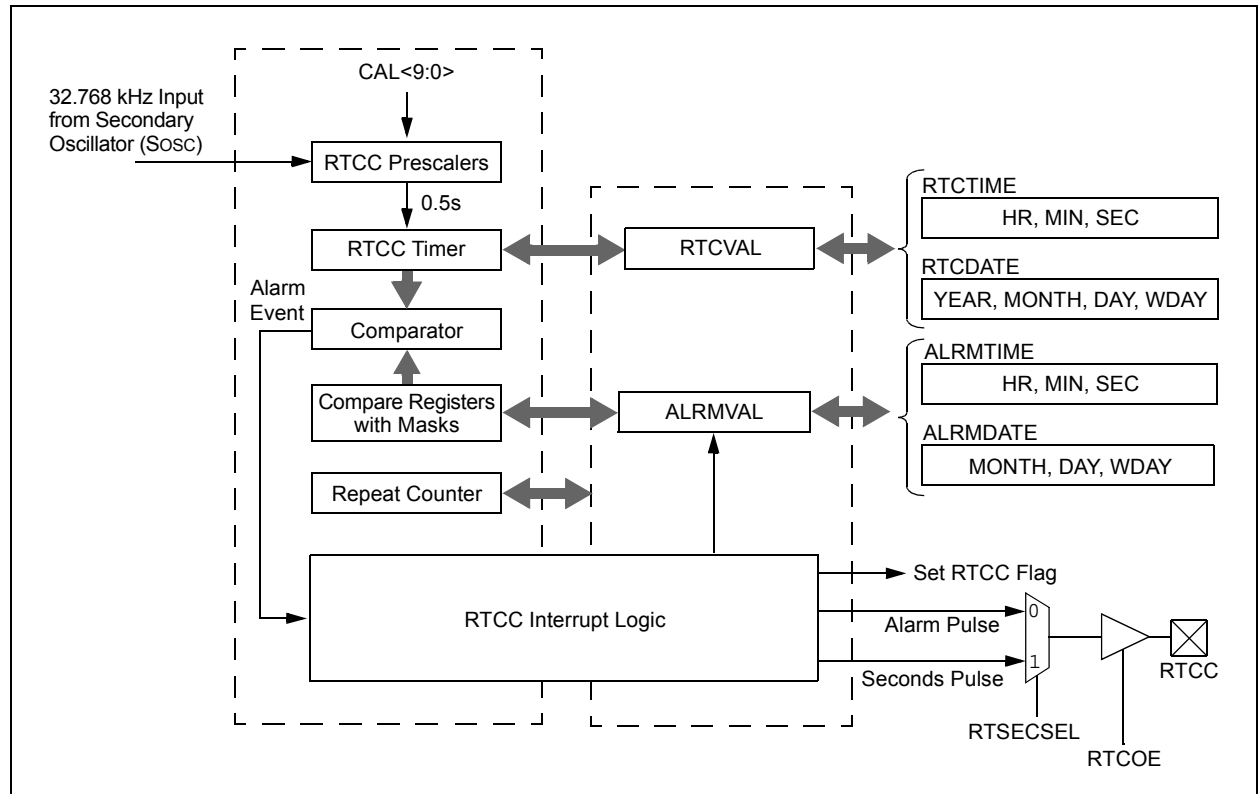 CAL<9:0>
32.768 kHz Input
from Secondary
Oscillator (SOSC)
RTCC Prescalers
0.5s
RTCC Timer
RTCVAL
RTCTIME
HR, MIN, SEC
RTCDATE
YEAR, MONTH, DAY, WDAY
Alarm
Event
Comparator
Compare Registers
with Masks
ALRMVAL
ALRMTIME
HR, MIN, SEC
ALRMDATE
MONTH, DAY, WDAY
Repeat Counter
RTCC Interrupt Logic
Set RTCC Flag
Alarm Pulse
0
Seconds Pulse
1
RTCC
RTSECSEL
RTCOE